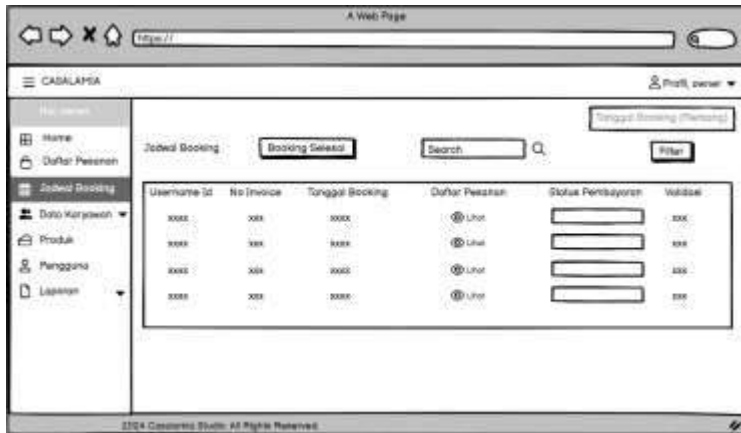 A Web Page
https://
CASALAMIA
Profil, owner
Hai, owner
Home
Daftar Pesanan
Jadwal Booking
Data Karyawan
Produk
Pengguna
Laporan
Tanggal Booking (Rentang)
Jadwal Booking
Booking Selesai
Search
Filter
Username Id No Invoice Tanggal Booking Daftar Pesanan Status Pembayaran Validasi
xxxx xxx xxxx Lihat xxx
xxxx xxx xxxx Lihat xxx
xxxx xxx xxxx Lihat xxx
xxxx xxx xxxx Lihat xxx
2024 Casalamia Studio. All Rights Reserved.